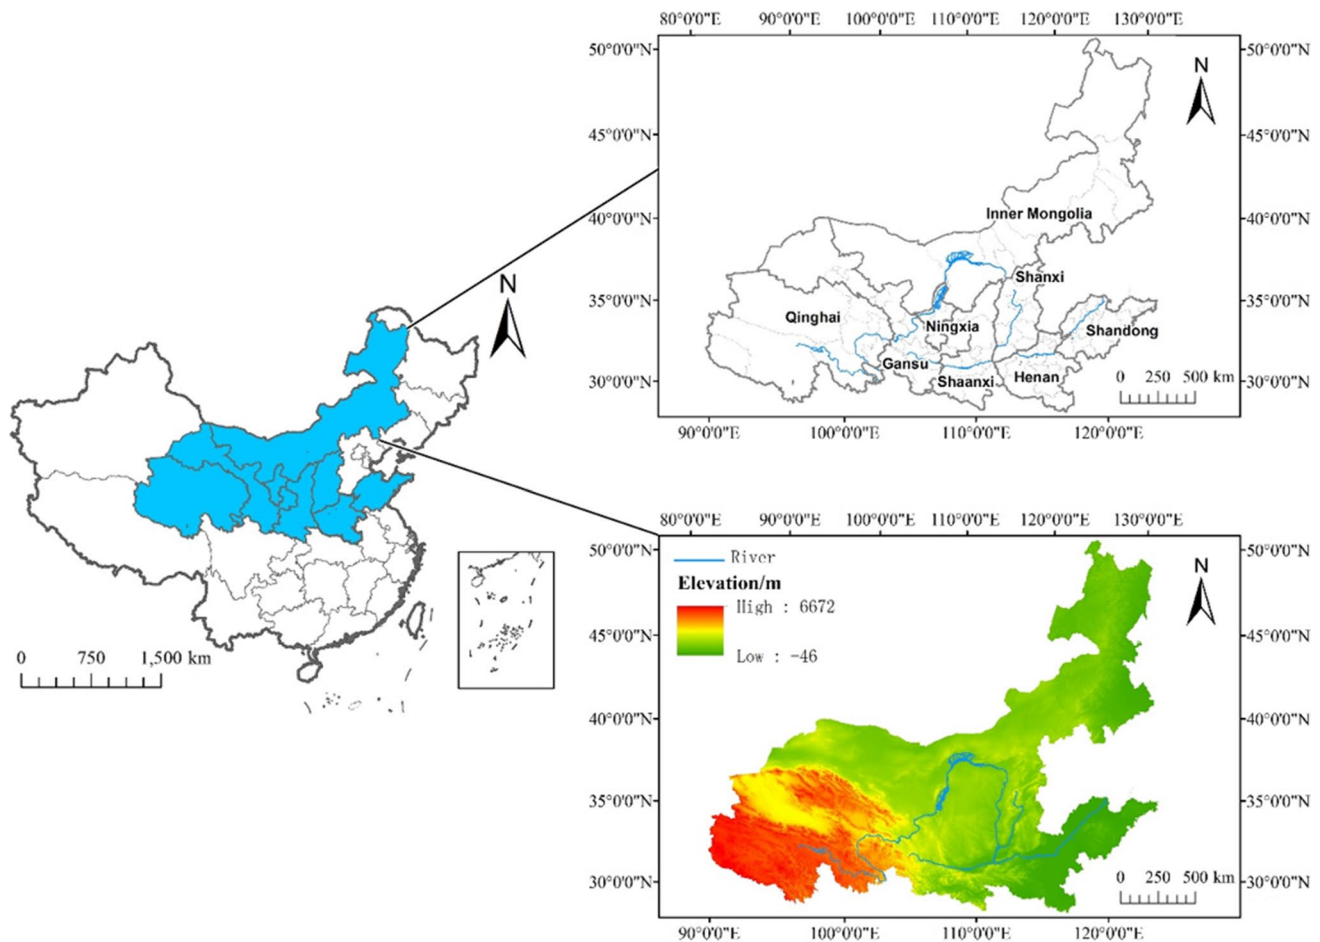 N
0 750 1,500 km
80°0'0"E 90°0'0"E 100°0'0"E 110°0'0"E 120°0'0"E 130°0'0"E
50°0'0"N 50°0'0"N
N
45°0'0"N 45°0'0"N
40°0'0"N Inner Mongolia 40°0'0"N
Shanxi
35°0'0"N 35°0'0"N
Qinghai Ningxia Shandong
Gansu
30°0'0"N Shaanxi Henan 0 250 500 km 30°0'0"N
90°0'0"E 100°0'0"E 110°0'0"E 120°0'0"E
80°0'0"E 90°0'0"E 100°0'0"E 110°0'0"E 120°0'0"E 130°0'0"E
50°0'0"N 50°0'0"N
River
N
Elevation/m
High : 6672
45°0'0"N 45°0'0"N
Low : -46
40°0'0"N 40°0'0"N
35°0'0"N 35°0'0"N
30°0'0"N 0 250 500 km 30°0'0"N
90°0'0"E 100°0'0"E 110°0'0"E 120°0'0"E